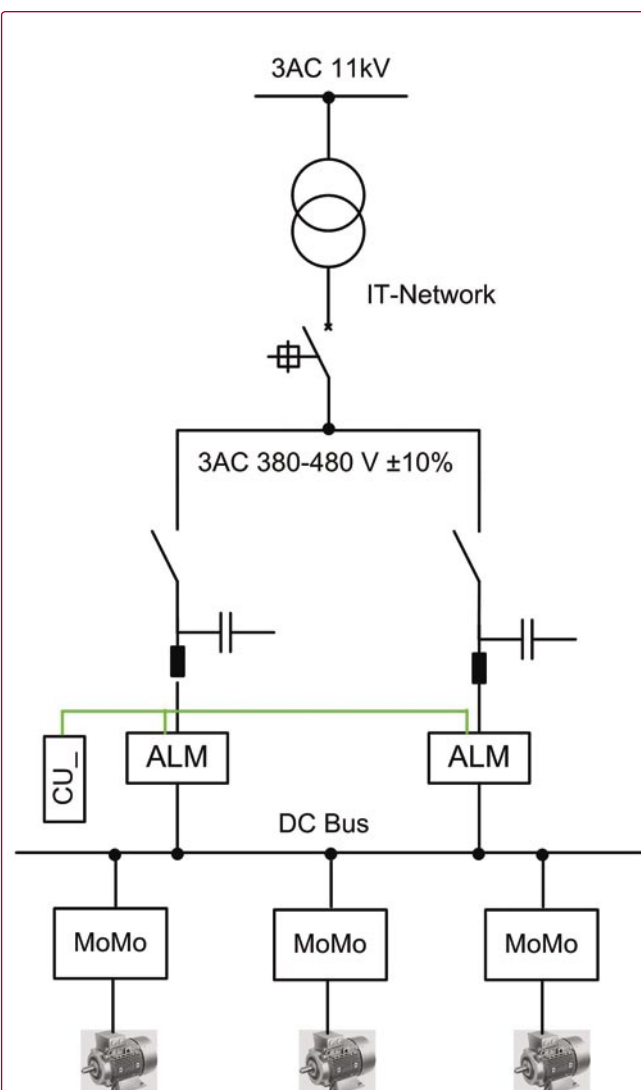 3AC 11kV
IT-Network
3AC 380-480 V ±10%
CU_
ALM
ALM
DC Bus
MoMo
MoMo
MoMo